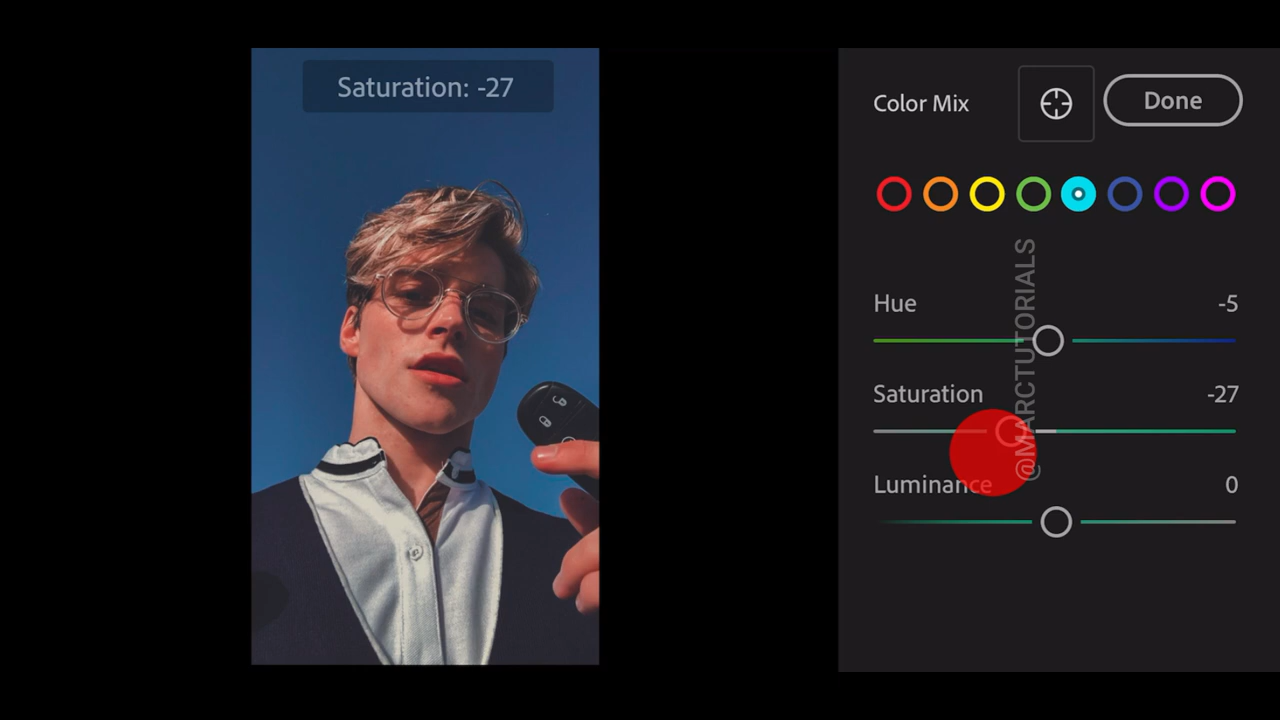 Saturation: -27
Color Mix
Done
Hue
-5
Saturation
-27
Luminance
0
@MARCTUTORIALS